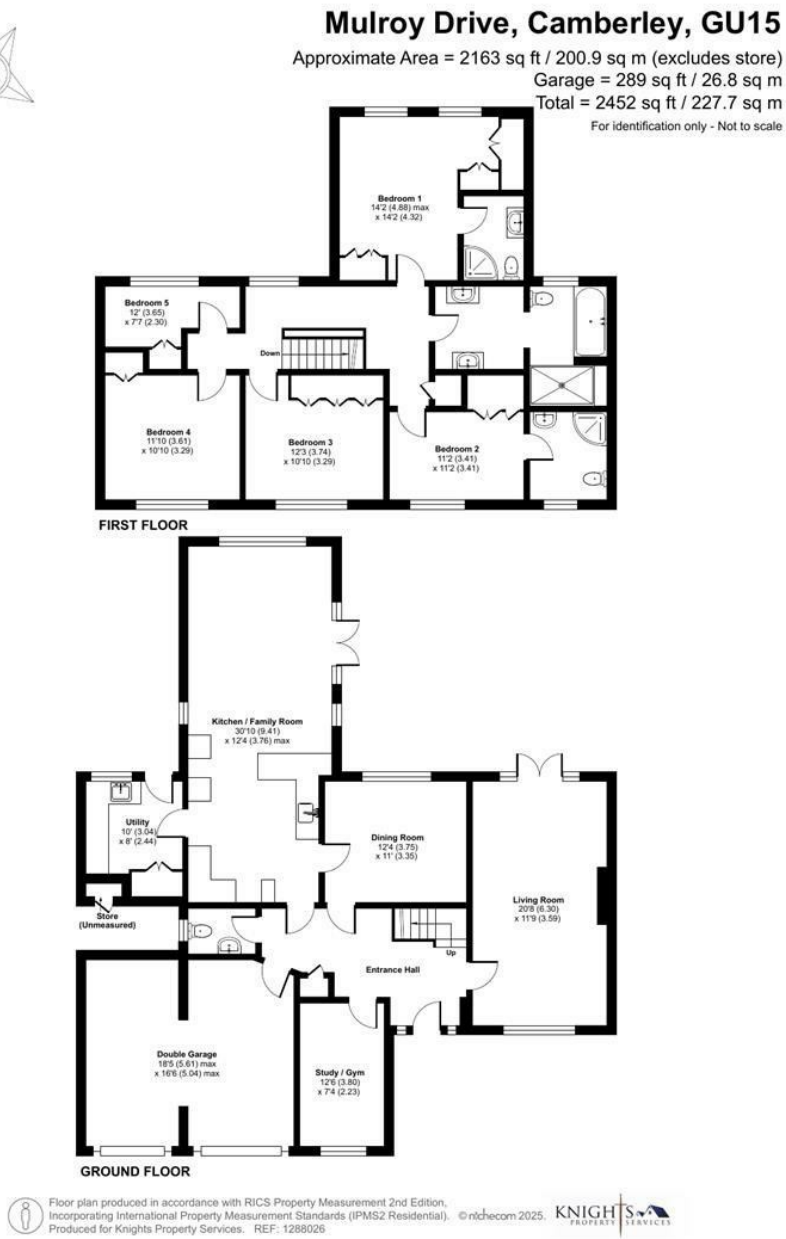 Mulroy Drive, Camberley, GU15
Approximate Area = 2163 sq ft / 200.9 sq m (excludes store)
Garage = 289 sq ft / 26.8 sq m
Total = 2452 sq ft / 227.7 sq m
For identification only - Not to scale
Bedroom 1
14'2 (4.88) max
x 14'2 (4.32)
Bedroom 5
12' (3.65)
x 7'7 (2.30)
Down
Bedroom 4
11'10 (3.61)
x 10'10 (3.29)
Bedroom 3
12'3 (3.74)
x 10'10 (3.29)
Bedroom 2
11'2 (3.41)
x 11'2 (3.41)
FIRST FLOOR
Kitchen / Family Room
30'10 (9.41)
x 12'4 (3.76) max
Utility
10' (3.04)
x 8' (2.44)
Dining Room
12'4 (3.75)
x 11' (3.35)
Living Room
20'8 (6.30)
x 11'9 (3.59)
Store
(Unmeasured)
Up
Entrance Hall
Double Garage
18'5 (5.61) max
x 16'6 (5.04) max
Study / Gym
12'6 (3.80)
x 7'4 (2.23)
GROUND FLOOR
Floor plan produced in accordance with RICS Property Measurement 2nd Edition,
Incorporating International Property Measurement Standards (IPMS2 Residential). © nichecom 2025.
Produced for Knights Property Services. REF: 1288026
KNIGHTS
PROPERTY SERVICES